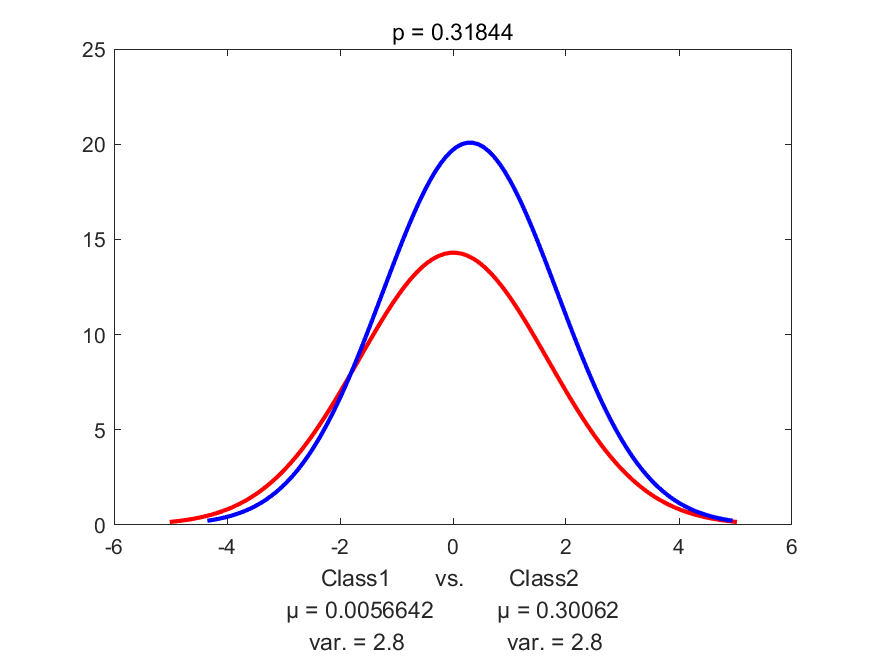 p = 0.31844
25
20
15
10
5
0
-6 -4 -2 0 2 4 6
Class1 vs. Class2
μ = 0.0056642 μ = 0.30062
var. = 2.8 var. = 2.8